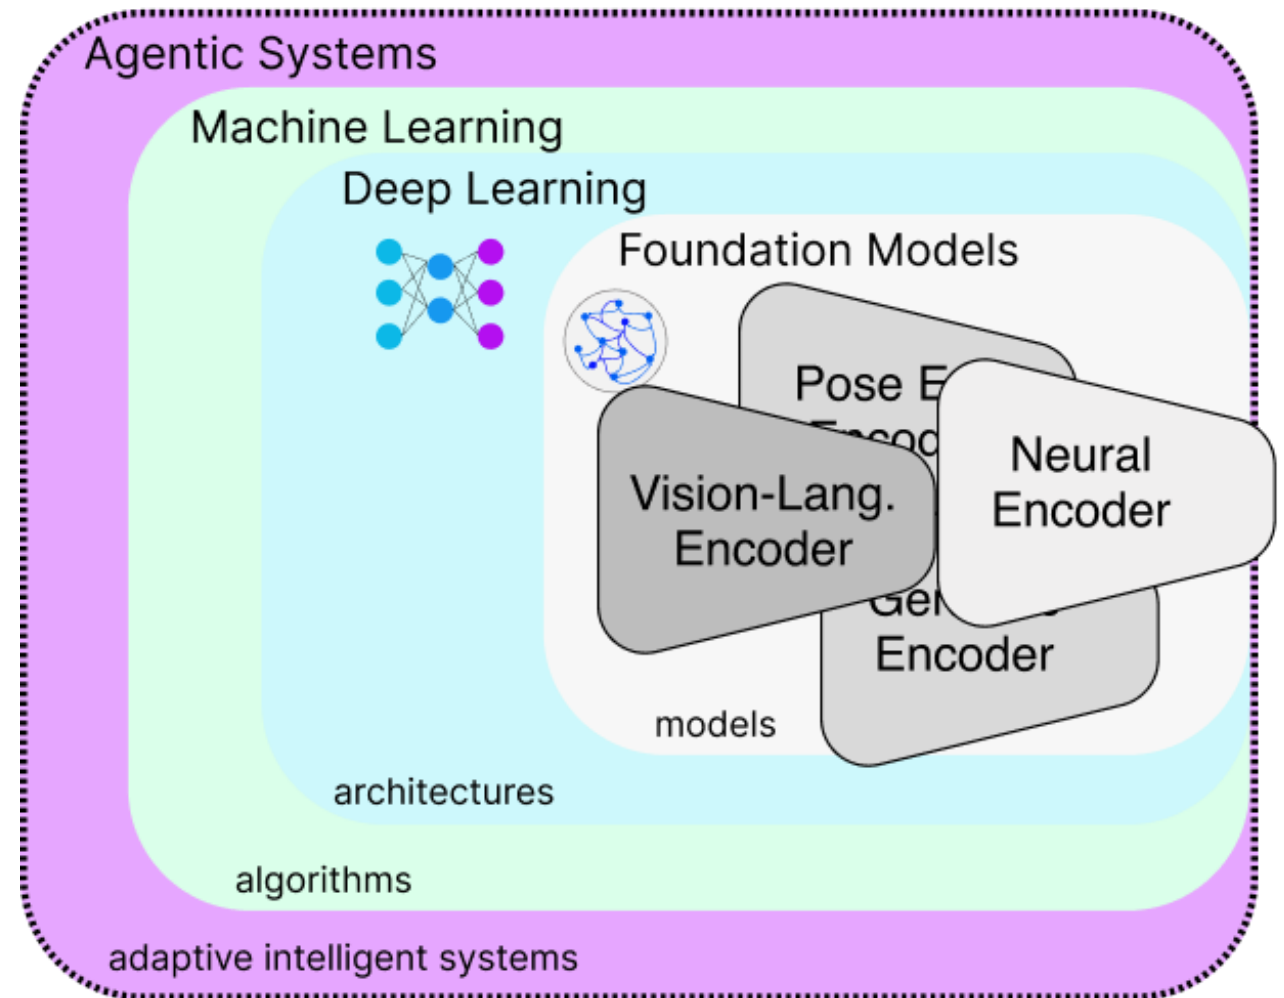 Agentic Systems
Machine Learning
Deep Learning
Foundation Models
Pose
Vision-Lang.
Encoder
Neural
Encoder
Encoder
models
architectures
algorithms
adaptive intelligent systems